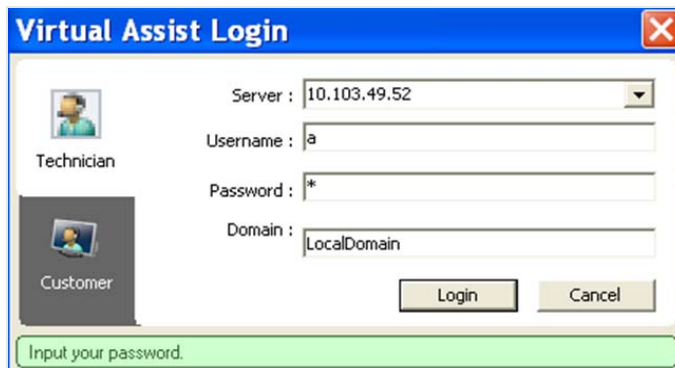 Virtual Assist Login
Server : 10.103.49.52
Technician
Username : a
Password : *
Domain : LocalDomain
Customer
Login Cancel
Input your password.